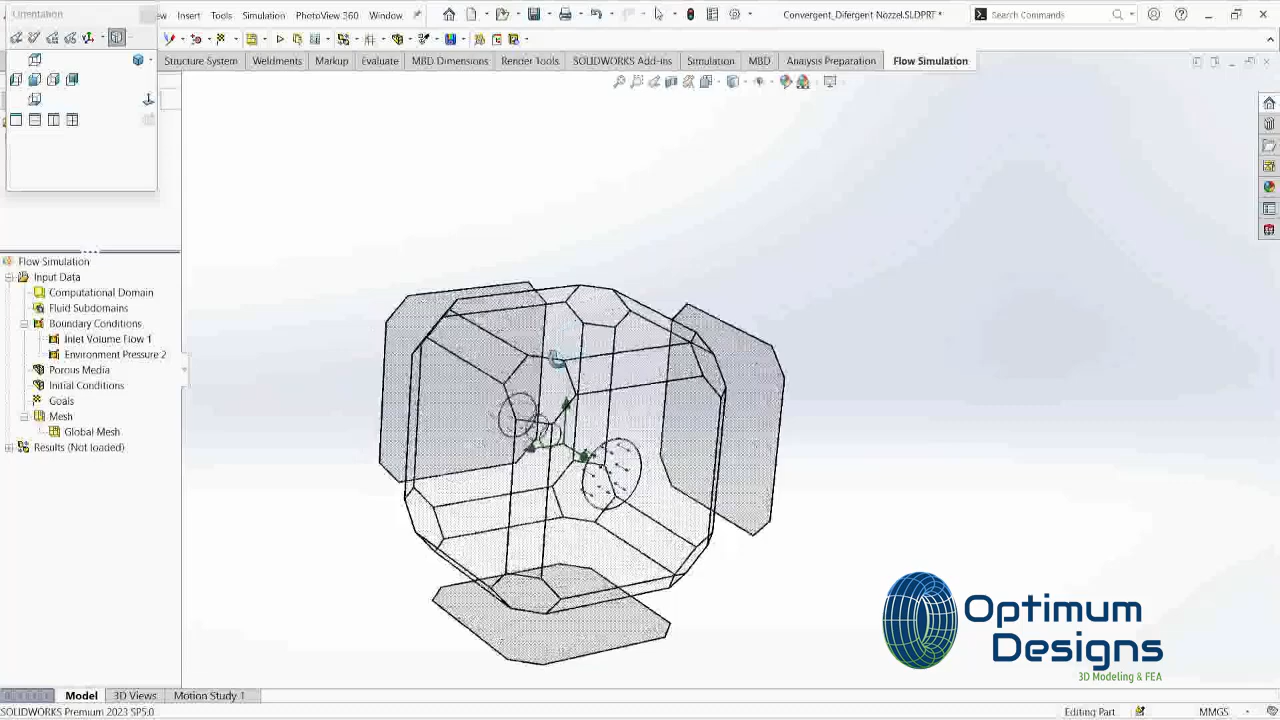 Orientation
Insert Tools Simulation PhotoView 360 Window
Convergent_Difergent Nozzel.SLDPRT *
Search Commands
Structure System Weldments Markup Evaluate MBD Dimensions Render Tools SOLIDWORKS Add-ins Simulation MBD Analysis Preparation Flow Simulation
Flow Simulation
Input Data
Computational Domain
Fluid Subdomains
Boundary Conditions
Inlet Volume Flow 1
Environment Pressure 2
Porous Media
Initial Conditions
Goals
Mesh
Global Mesh
Results (Not loaded)
Optimum
Designs
3D Modeling & FEA
Model 3D Views Motion Study 1
SOLIDWORKS Premium 2023 SP5.0
Editing Part
MMGS